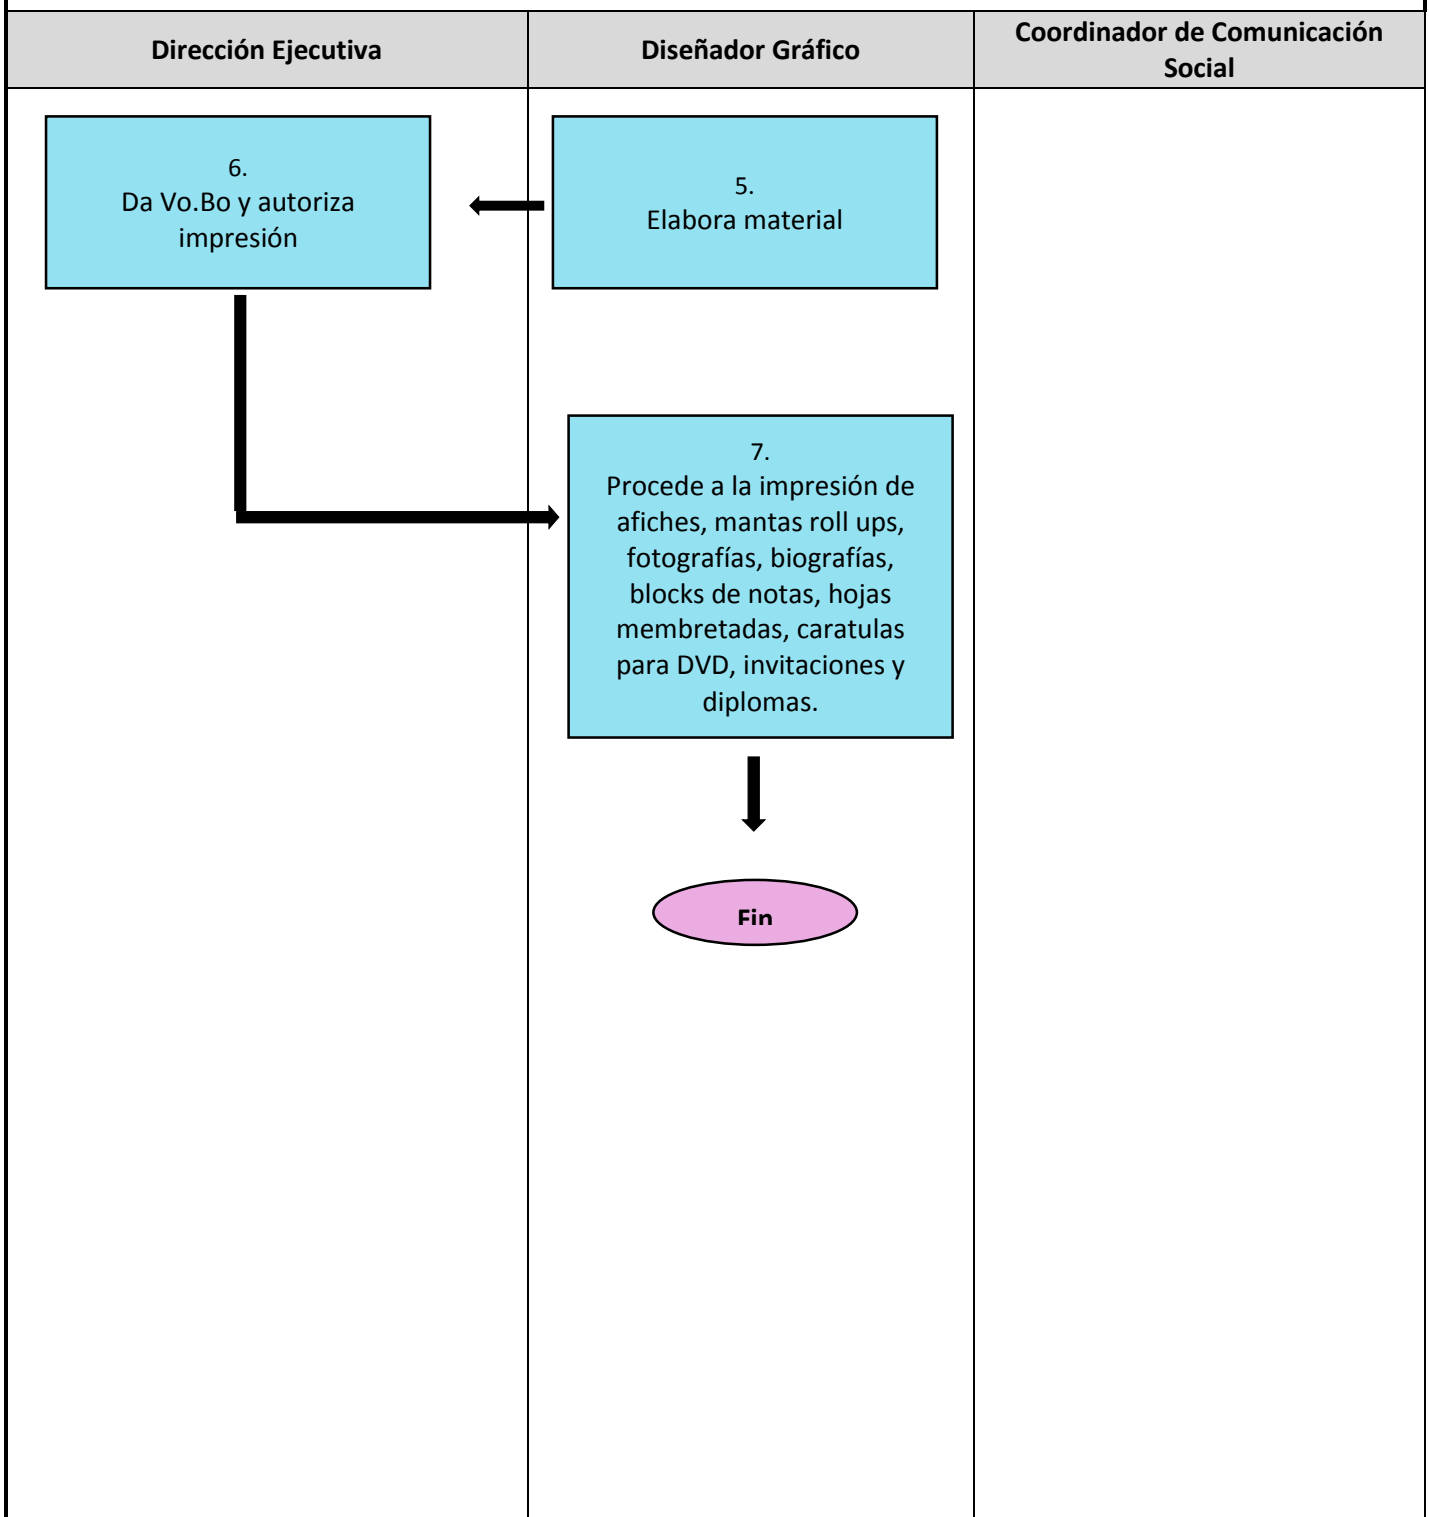 Dirección Ejecutiva
Diseñador Gráfico
Coordinador de Comunicación
Social
6.
Da Vo.Bo y autoriza
impresión
5.
Elabora material
7.
Procede a la impresión de
afiches, mantas roll ups,
fotografías, biografías,
blocks de notas, hojas
membretadas, caratulas
para DVD, invitaciones y
diplomas.
Fin